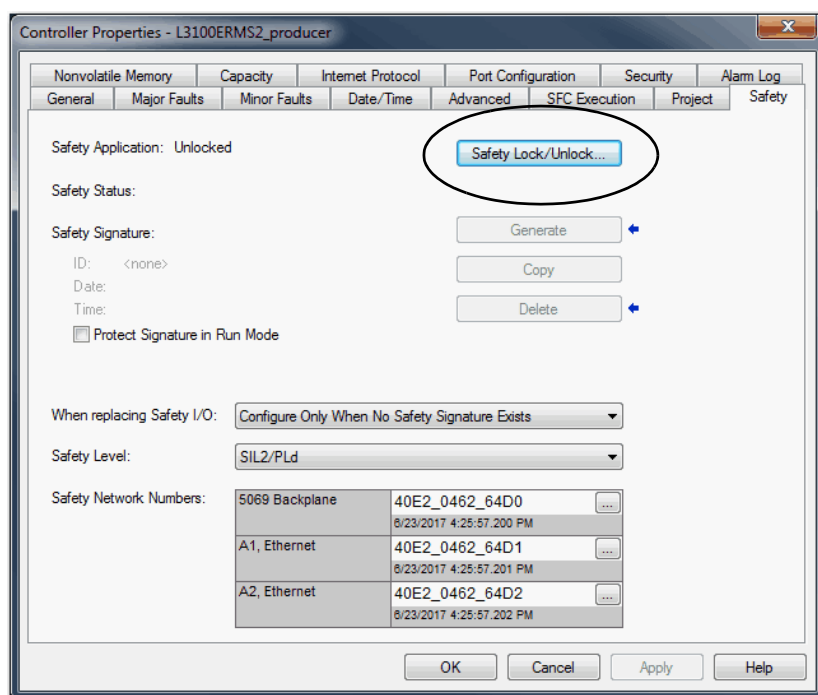 Controller Properties - L3100ERMS2_producer
Nonvolatile Memory Capacity Internet Protocol Port Configuration Security Alarm Log
General Major Faults Minor Faults Date/Time Advanced SFC Execution Project Safety
Safety Application: Unlocked Safety Lock/Unlock...
Safety Status:
Safety Signature: Generate
ID: <none> Copy
Date:
Time: Delete
Protect Signature in Run Mode
When replacing Safety I/O: Configure Only When No Safety Signature Exists
Safety Level: SIL2/PLd
Safety Network Numbers: 5069 Backplane 40E2_0462_64D0 ...
6/23/2017 4:25:57.200 PM
A1, Ethernet 40E2_0462_64D1 ...
6/23/2017 4:25:57.201 PM
A2, Ethernet 40E2_0462_64D2 ...
6/23/2017 4:25:57.202 PM
OK Cancel Apply Help